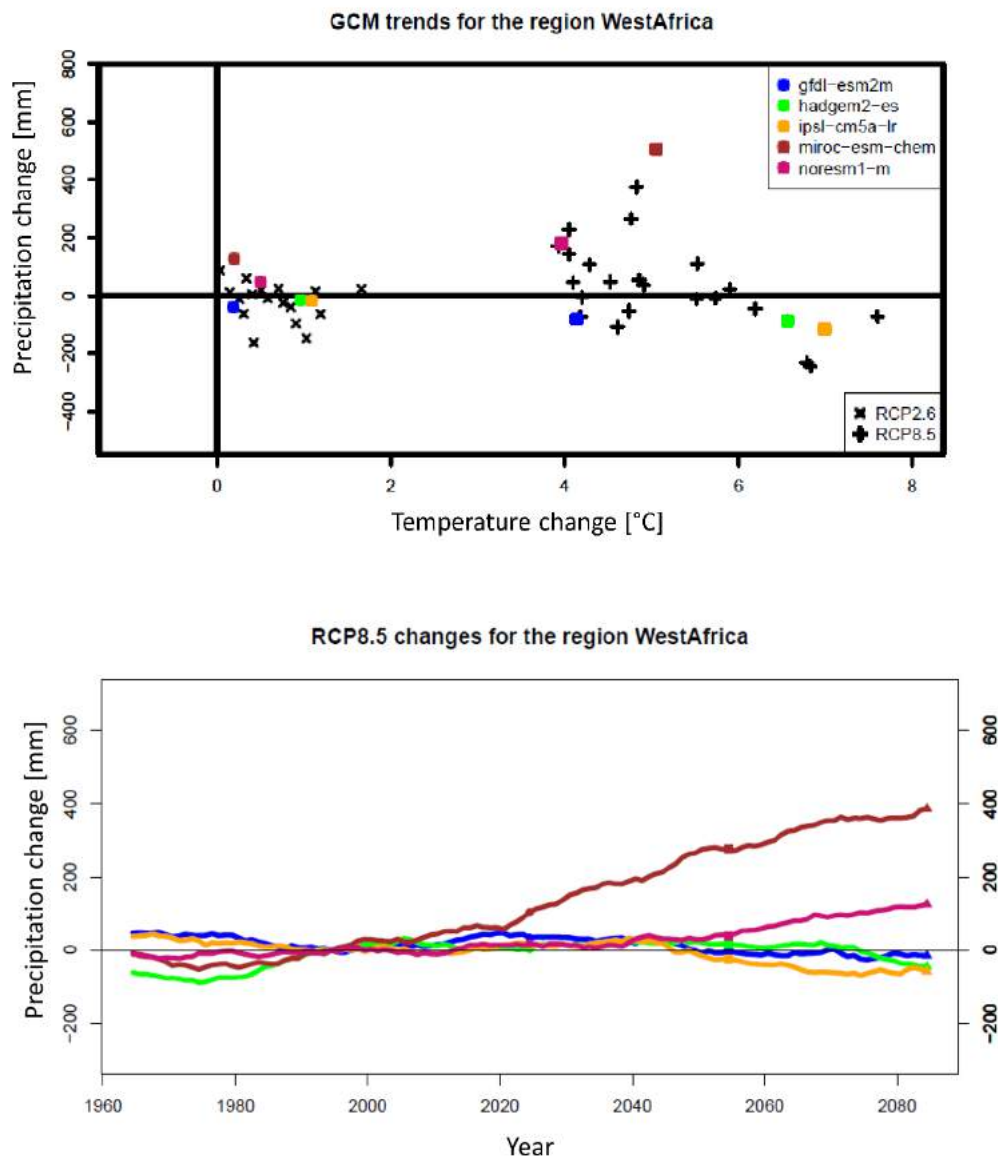 GCM trends for the region WestAfrica
Precipitation change [mm]
800
600
400
200
0
−200
−400
gfdl−esm2m
hadgem2−es
ipsl−cm5a−lr
miroc−esm−chem
noresm1−m
RCP2.6
RCP8.5
0 2 4 6 8
Temperature change [°C]
RCP8.5 changes for the region WestAfrica
Precipitation change [mm]
600 600
400 400
200 200
0 0
−200 −200
1960 1980 2000 2020 2040 2060 2080
Year